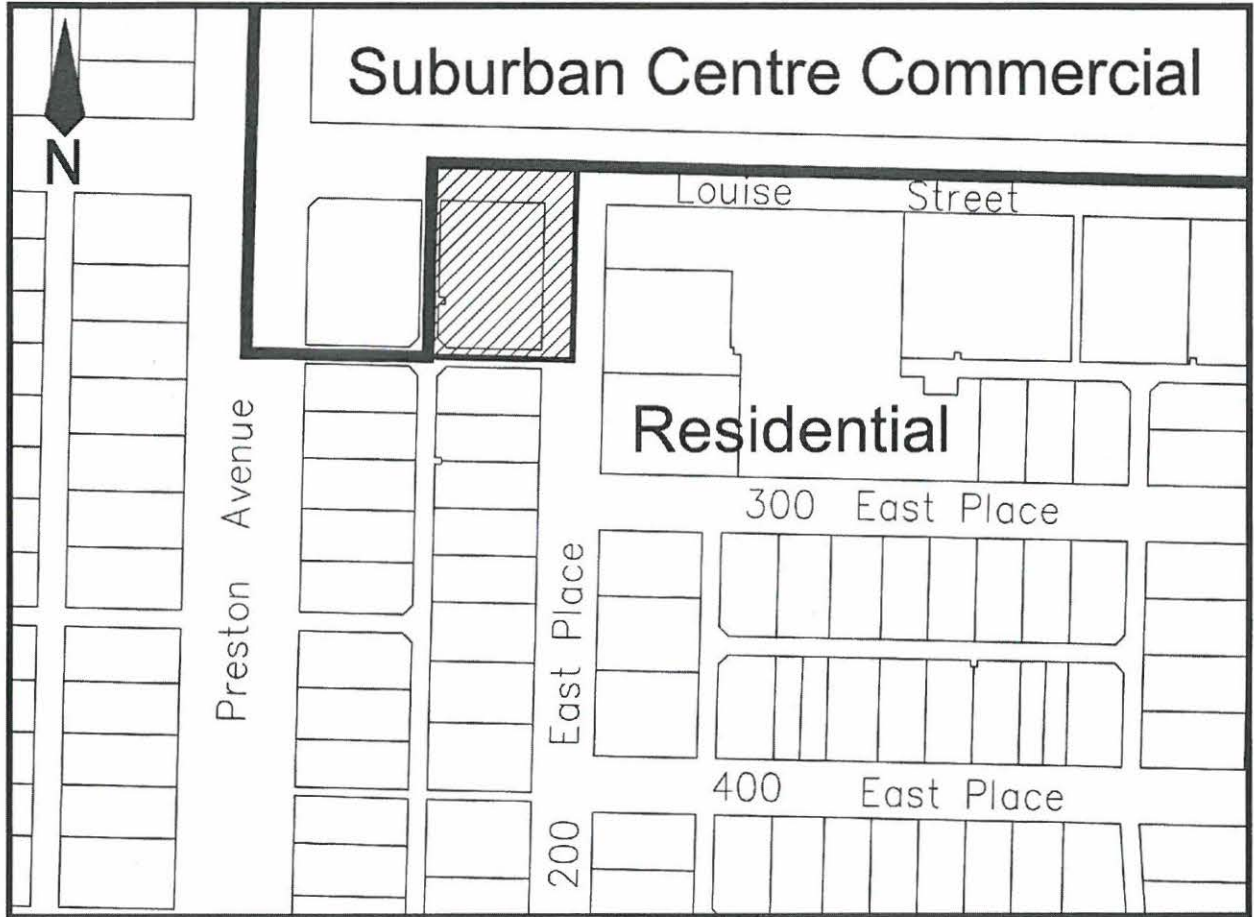 Suburban Centre Commercial
N
Louise Street
Residential
300 East Place
Preston Avenue
200 East Place
400 East Place